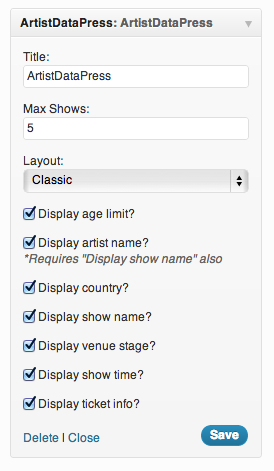 ArtistDataPress: ArtistDataPress
Title:
ArtistDataPress
Max Shows:
5
Layout:
Classic
Display age limit?
Display artist name?
*Requires "Display show name" also
Display country?
Display show name?
Display venue stage?
Display show time?
Display ticket info?
Delete | Close
Save